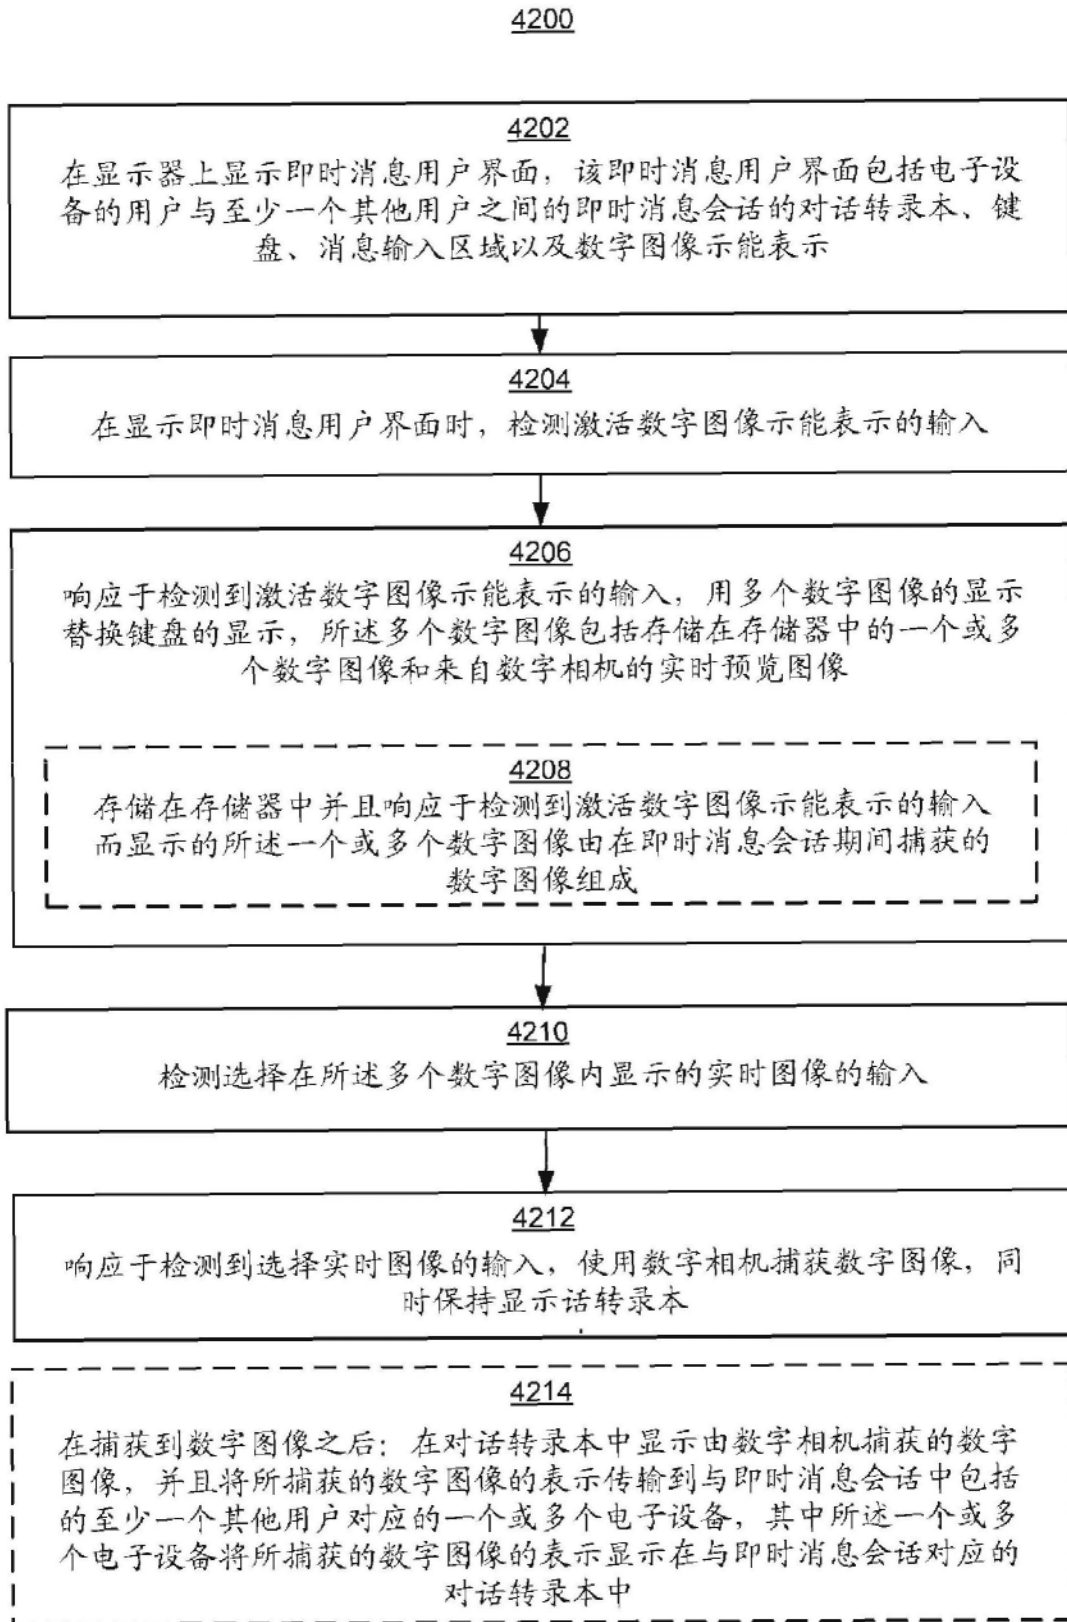 4200
4202
在显示器上显示即时消息用户界面，该即时消息用户界面包括电子设
备的用户与至少一个其他用户之间的即时消息会话的对话转录本、键
盘、消息输入区域以及数字图像示能表示
4204
在显示即时消息用户界面时，检测激活数字图像示能表示的输入
4206
响应于检测到激活数字图像示能表示的输入，用多个数字图像的显示
替换键盘的显示，所述多个数字图像包括存储在存储器中的一个或多
个数字图像和来自数字相机的实时预览图像
4208
存储在存储器中并且响应于检测到激活数字图像示能表示的输入
而显示的所述一个或多个数字图像由在即时消息会话期间捕获的
数字图像组成
4210
检测选择在所述多个数字图像内显示的实时图像的输入
4212
响应于检测到选择实时图像的输入，使用数字相机捕获数字图像，同
时保持显示话转录本
4214
在捕获到数字图像之后：在对话转录本中显示由数字相机捕获的数字
图像，并且将所捕获的数字图像的表示传输到与即时消息会话中包括
的至少一个其他用户对应的一个或多个电子设备，其中所述一个或多
个电子设备将所捕获的数字图像的表示显示在与即时消息会话对应的
对话转录本中